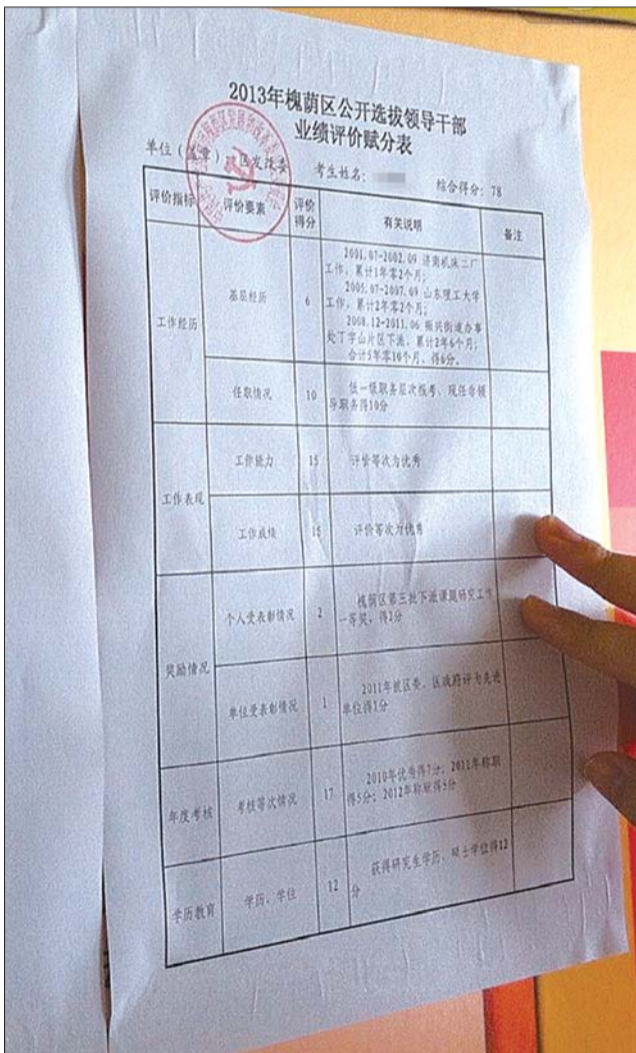 2013年槐荫区公开选拔领导干部
业绩评价赋分表
单位（盖章）：区发改委 考生姓名： 综合得分：78
评价指标 评价要素 评价得分 有关说明 备注
工作经历
基层经历 6
2001.07-2002.09 济南机床二厂
工作，累计1年零2个月；
2005.07-2007.09 山东理工大学
工作，累计2年零2个月；
2008.12-2011.06 振兴街道办事
处丁字山片区下派，累计2年6个月；
合计5年零10个月，得6分。
任职情况 10
低一级职务层次报考、现任
导职务得10分
工作表现
工作能力 15 评价等次为优秀
工作成绩 15 评价等次为优秀
奖励情况
个人受表彰情况 2
槐荫区第三批下派课题研究工作
一等奖，得2分
单位受表彰情况 1
2011年被区委、区政府评为先进
单位得1分
年度考核 考核等次情况 17
2010年优秀得7分；2011年称职
得5分；2012年称职得5分
学历教育 学历、学位 12
获得研究生学历、硕士学位得12
分